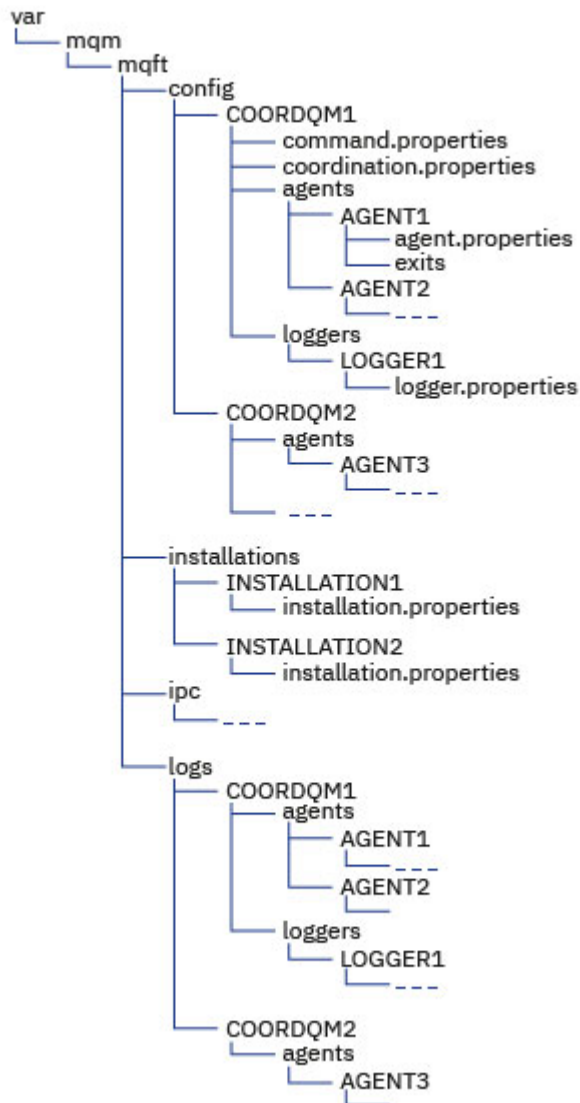 var
mqm
mqft
config
COORDQM1
command.properties
coordination.properties
agents
AGENT1
agent.properties
exits
AGENT2
loggers
LOGGER1
logger.properties
COORDQM2
agents
AGENT3
installations
INSTALLATION1
installation.properties
INSTALLATION2
installation.properties
ipc
logs
COORDQM1
agents
AGENT1
AGENT2
loggers
LOGGER1
COORDQM2
agents
AGENT3